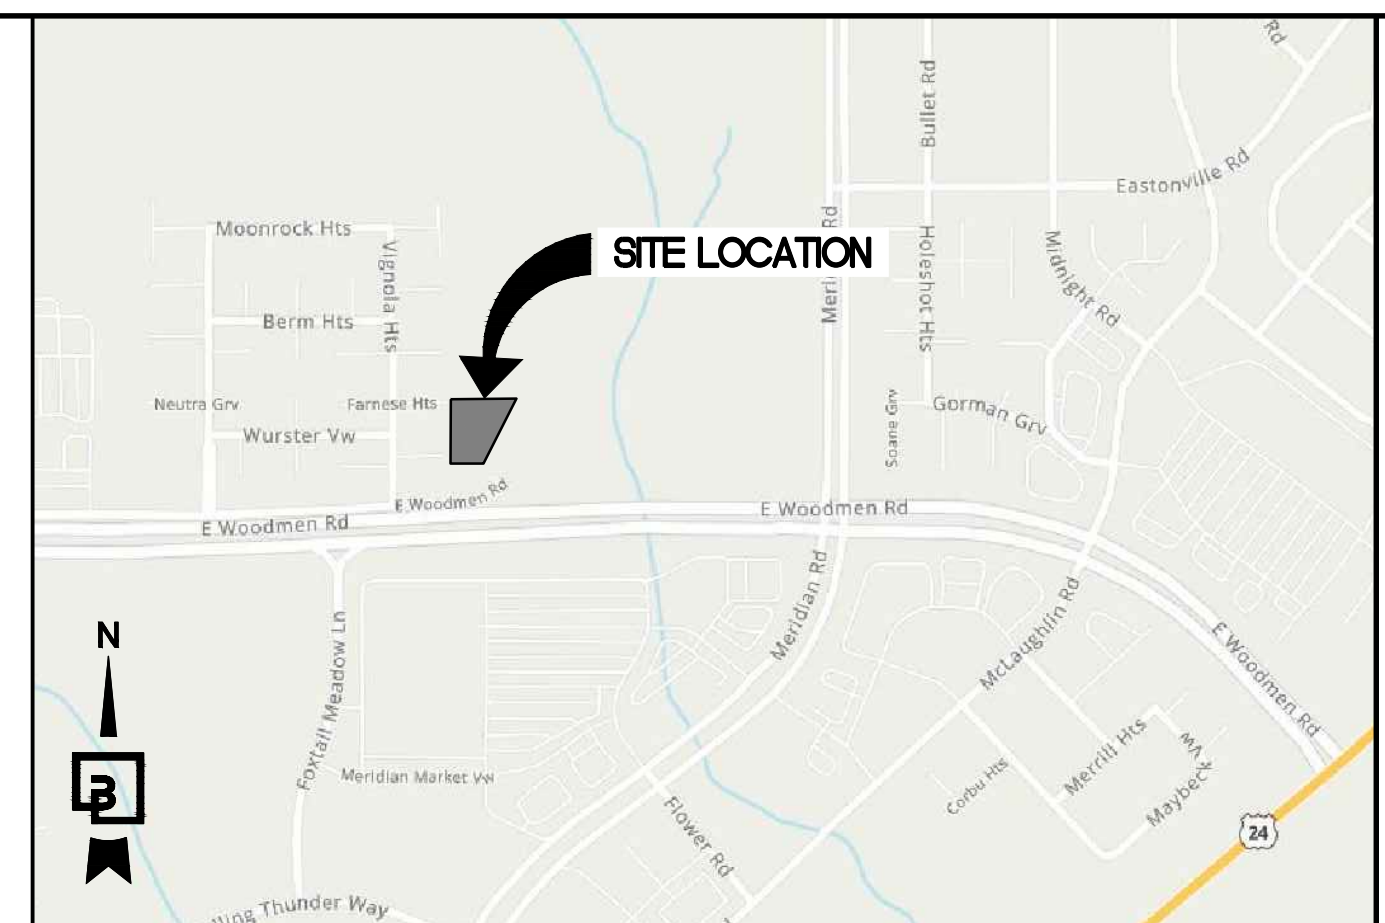 Rd
Bullet Rd
Eastonville Rd
Moonrock Hts
Vignola Hts
SITE LOCATION
Rd
Holeshot Hts
Midnight Rd
Berm Hts
Neutra Grv
Farnese Hts
Soane Grv
Gorman Grv
Wurster Vw
E Woodmen Rd
E Woodmen Rd
E Woodmen Rd
Meridian Rd
McLaughlin Rd
E Woodmen Rd
N
Foxtail Meadow Ln
Meridian Market Vw
Merrill Hts
Maybeck Vw
Corbu Hts
Flower Rd
24
B
Thunder Way